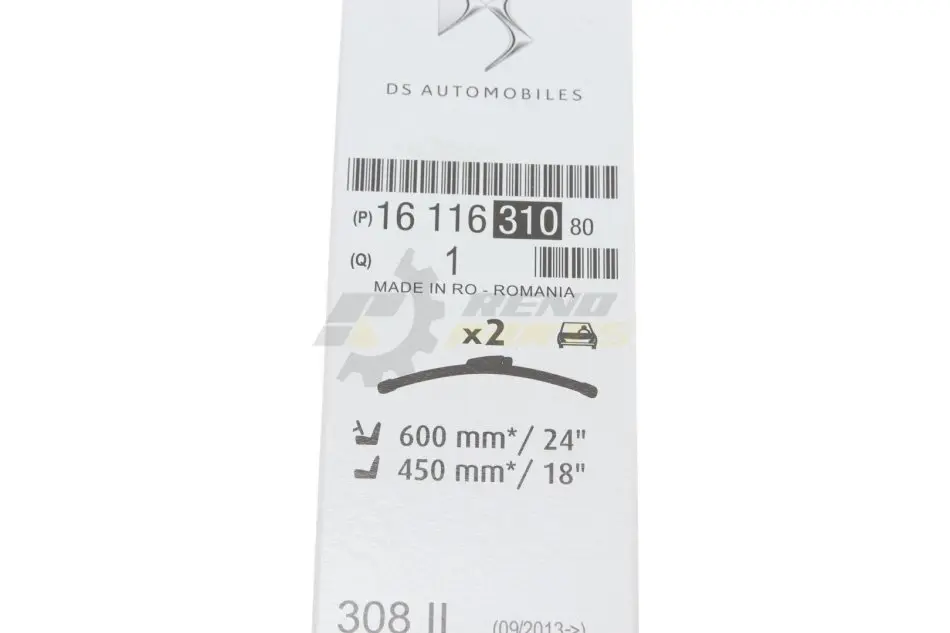 DS AUTOMOBILES
(P) 16 116 310 80
(Q) 1
MADE IN RO - ROMANIA
RENO
x2
600 mm*/ 24"
450 mm*/ 18"
308 II (09/2013->)